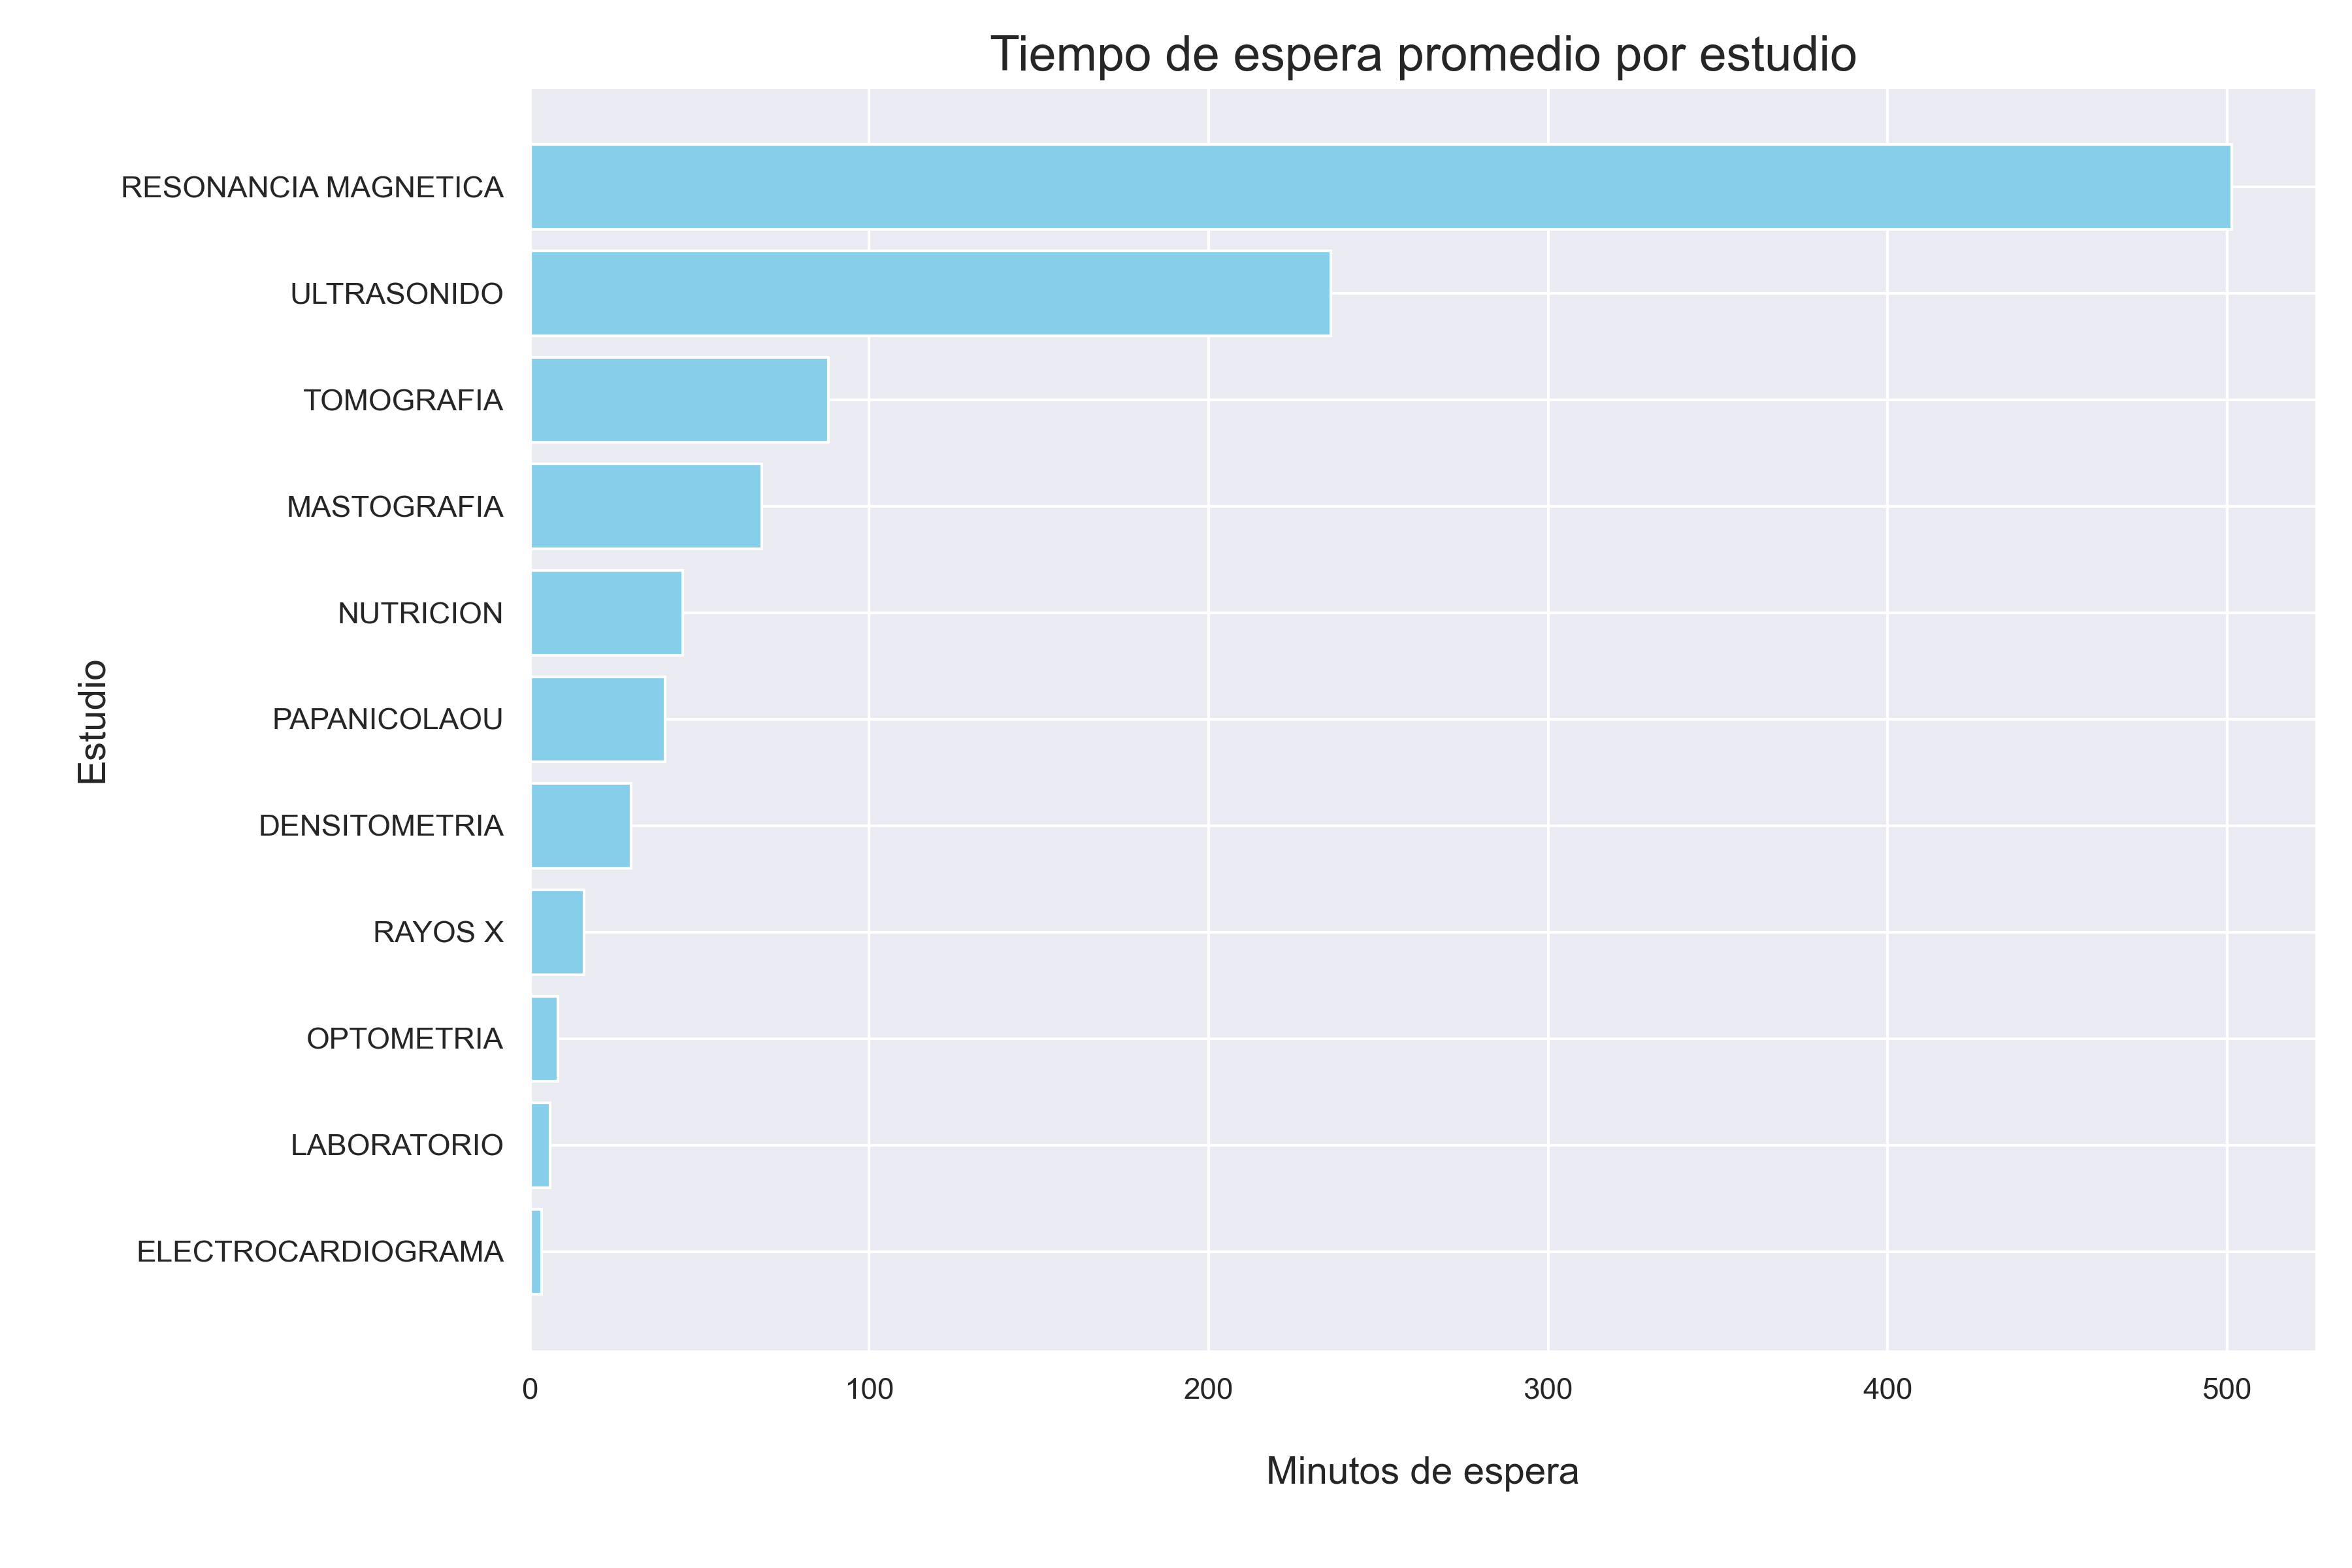 Tiempo de espera promedio por estudio
RESONANCIA MAGNETICA
ULTRASONIDO
TOMOGRAFIA
MASTOGRAFIA
NUTRICION
PAPANICOLAOU
DENSITOMETRIA
RAYOS X
OPTOMETRIA
LABORATORIO
ELECTROCARDIOGRAMA
Estudio
0 100 200 300 400 500
Minutos de espera